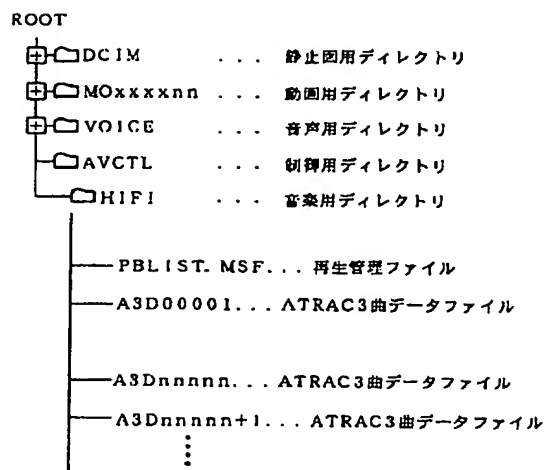 ROOT
DCIM ... 静止画用ディレクトリ
MOxxxxnn ... 動画用ディレクトリ
VOICE ... 音声用ディレクトリ
AVCTL ... 制御用ディレクトリ
HIFI ... 音楽用ディレクトリ
PBLIST.MSF... 再生管理ファイル
A3D00001... ATRAC3曲データファイル
A3Dnnnnn... ATRAC3曲データファイル
A3Dnnnnn+1... ATRAC3曲データファイル